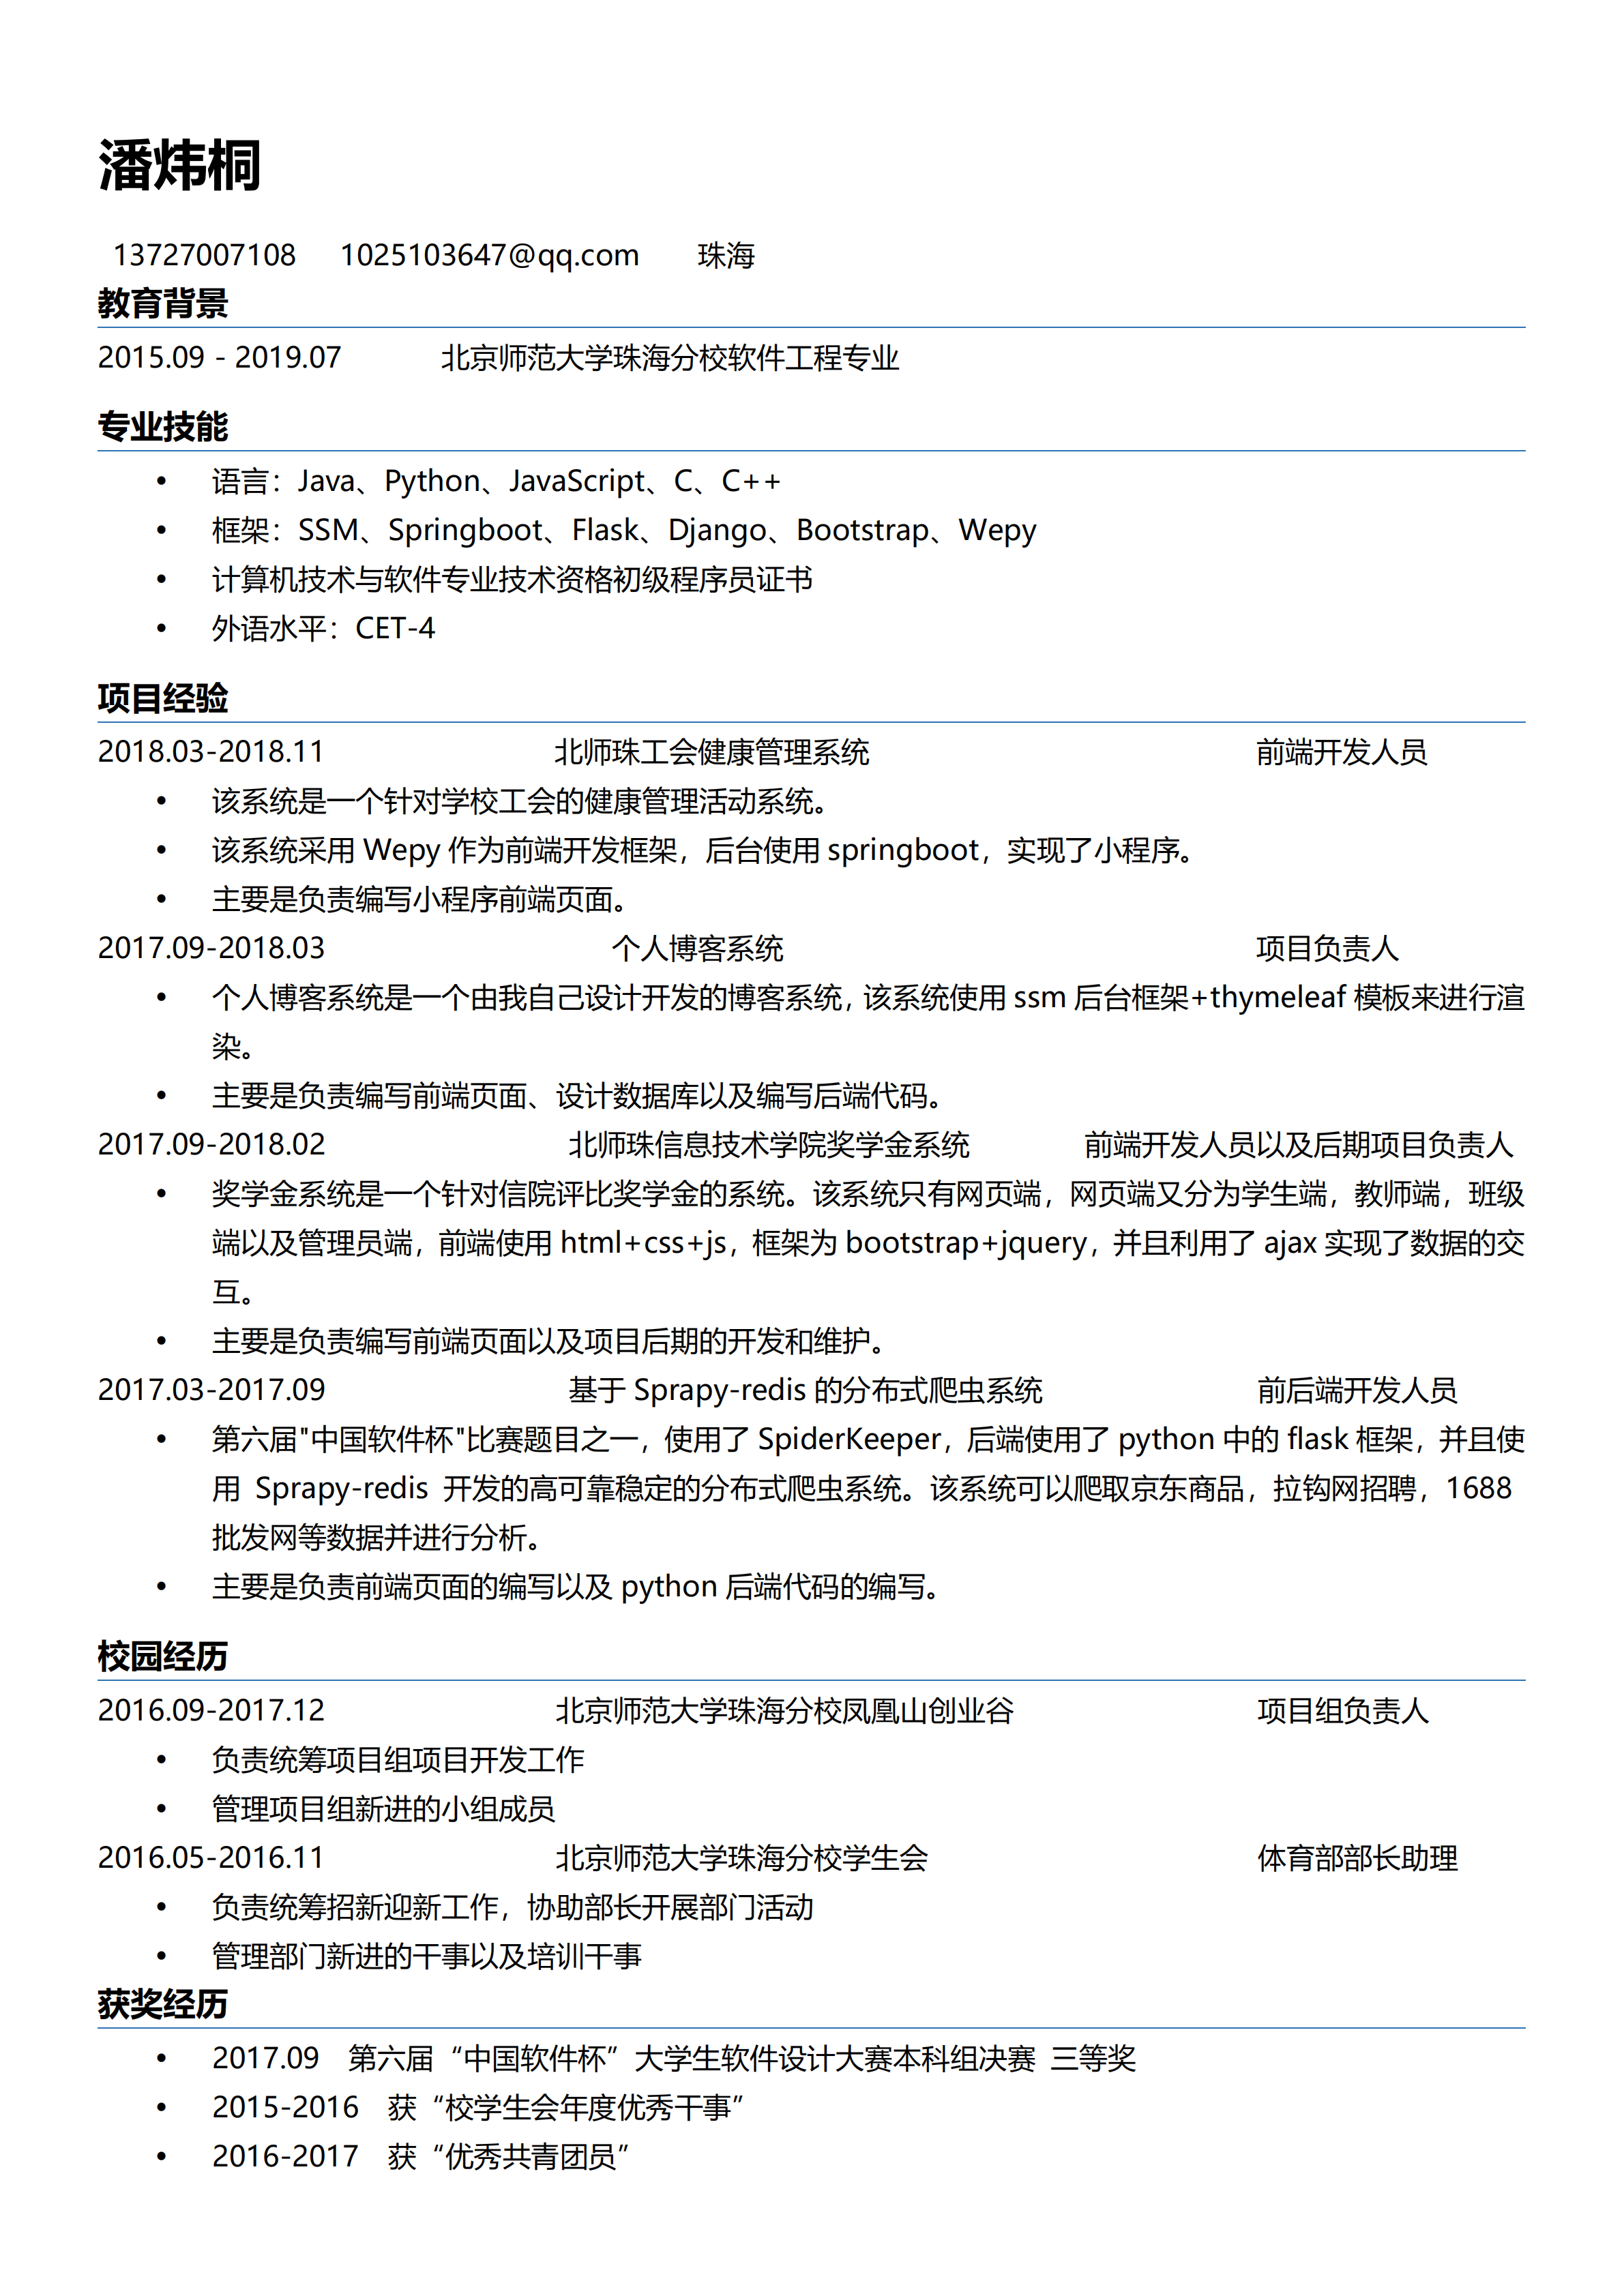 潘炜桐
13727007108 1025103647@qq.com 珠海
教育背景
2015.09 - 2019.07 北京师范大学珠海分校软件工程专业
专业技能
• 语言：Java、Python、JavaScript、C、C++
• 框架：SSM、Springboot、Flask、Django、Bootstrap、Wepy
• 计算机技术与软件专业技术资格初级程序员证书
• 外语水平：CET-4
项目经验
2018.03-2018.11 北师珠工会健康管理系统 前端开发人员
• 该系统是一个针对学校工会的健康管理活动系统。
• 该系统采用 Wepy 作为前端开发框架，后台使用 springboot，实现了小程序。
• 主要是负责编写小程序前端页面。
2017.09-2018.03 个人博客系统 项目负责人
• 个人博客系统是一个由我自己设计开发的博客系统，该系统使用 ssm 后台框架+thymeleaf 模板来进行渲
染。
• 主要是负责编写前端页面、设计数据库以及编写后端代码。
2017.09-2018.02 北师珠信息技术学院奖学金系统 前端开发人员以及后期项目负责人
• 奖学金系统是一个针对信院评比奖学金的系统。该系统只有网页端，网页端又分为学生端，教师端，班级
端以及管理员端，前端使用 html+css+js，框架为 bootstrap+jquery，并且利用了 ajax 实现了数据的交
互。
• 主要是负责编写前端页面以及项目后期的开发和维护。
2017.03-2017.09 基于 Sprapy-redis 的分布式爬虫系统 前后端开发人员
• 第六届"中国软件杯"比赛题目之一，使用了 SpiderKeeper，后端使用了 python 中的 flask 框架，并且使
用 Sprapy-redis 开发的高可靠稳定的分布式爬虫系统。该系统可以爬取京东商品，拉钩网招聘，1688
批发网等数据并进行分析。
• 主要是负责前端页面的编写以及 python 后端代码的编写。
校园经历
2016.09-2017.12 北京师范大学珠海分校凤凰山创业谷 项目组负责人
• 负责统筹项目组项目开发工作
• 管理项目组新进的小组成员
2016.05-2016.11 北京师范大学珠海分校学生会 体育部部长助理
• 负责统筹招新迎新工作，协助部长开展部门活动
• 管理部门新进的干事以及培训干事
获奖经历
• 2017.09 第六届“中国软件杯”大学生软件设计大赛本科组决赛 三等奖
• 2015-2016 获“校学生会年度优秀干事”
• 2016-2017 获“优秀共青团员”